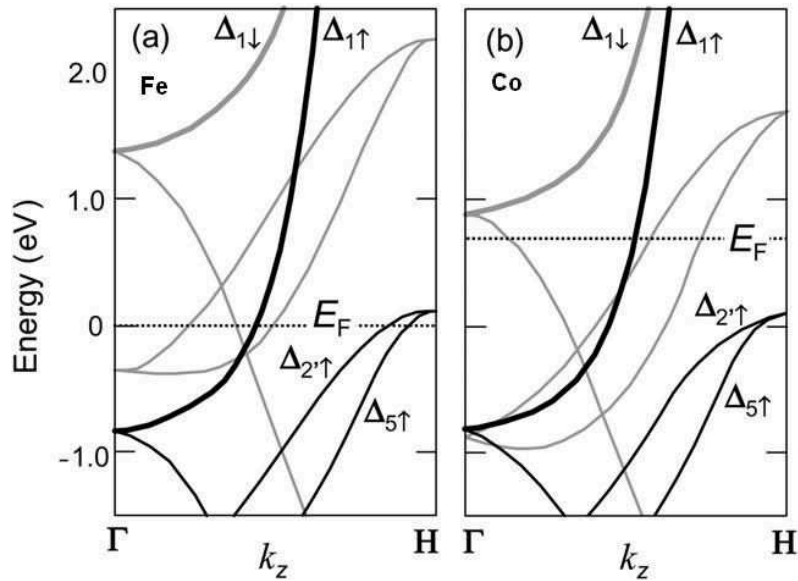 (a)
Fe
Δ1↓
Δ1↑
2.0
1.0
0
-1.0
Energy (eV)
EF
Δ2'↑
Δ5↑
Γ
kz
H
(b)
Co
Δ1↓
Δ1↑
EF
Δ2'↑
Δ5↑
Γ
kz
H